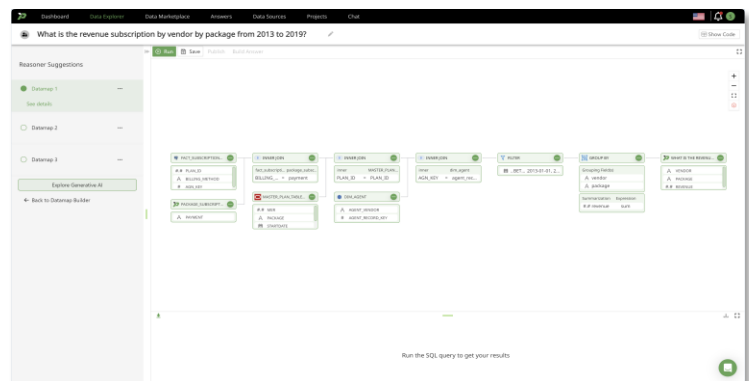 Dashboard
Data Explorer
Data Marketplace
Answers
Data Sources
Projects
Chat
What is the revenue subscription by vendor by package from 2013 to 2019?
Show Code
Reasoner Suggestions
Run
Save
Publish
Build Answer
Datamap 1
See details
Datamap 2
Datamap 3
Explore Generative AI
← Back to Datamap Builder
FACT_SUBSCRIPTION...
## PLAN_ID
A BILLING_METHOD
# AGN_KEY
PACKAGE_SUBSCRIPT...
A PAYMENT
INNER JOIN
fact_subscripti... package_subsc...
BILLING_... = payment
MASTER_PLAN_TABLE...
A PACKAGE
STARTDATE
INNER JOIN
inner MASTER_PLAN...
PLAN_ID = PLAN_ID
DIM_AGENT
A AGENT_VENDOR
# AGENT_RECORD_KEY
INNER JOIN
inner dim_agent
AGN_KEY = agent_rec...
FILTER
...BET... 2013-01-01, 2...
GROUP BY
Grouping Field(s)
A vendor
A package
Summarization Expression
## revenue sum
WHAT IS THE REVENU...
A VENDOR
A PACKAGE
## REVENUE
Run the SQL query to get your results